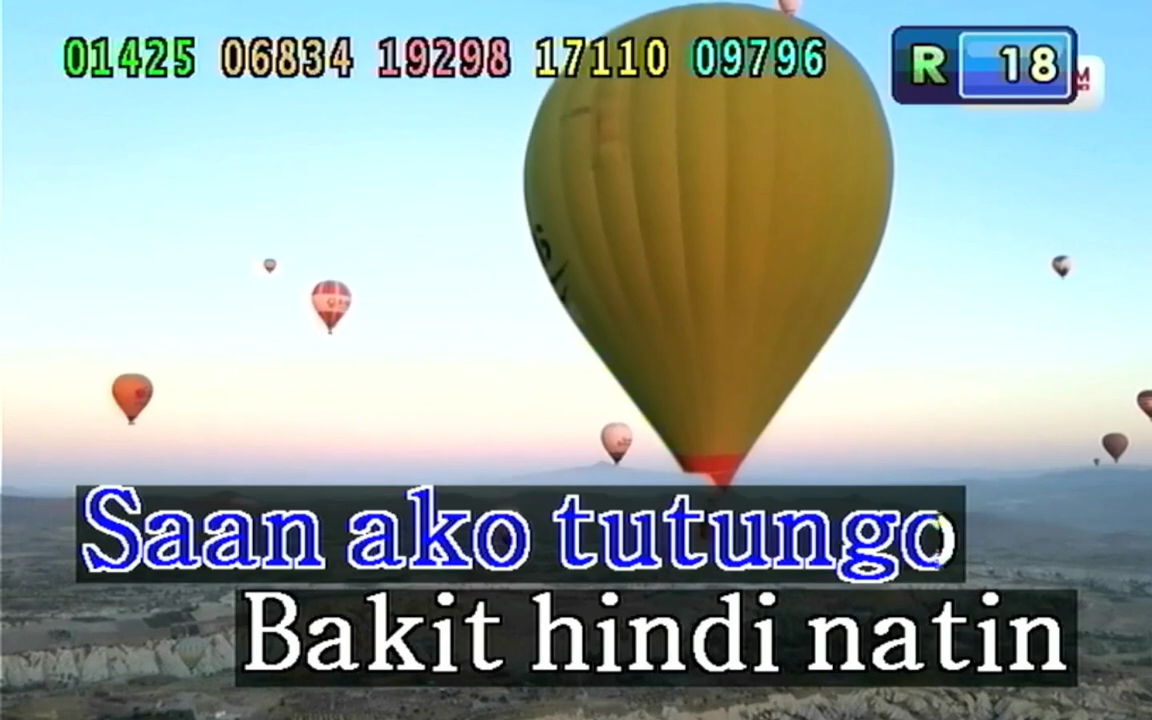 01425 06834 19298 17110 09796 R 18
Saan ako tutungo
Bakit hindi natin